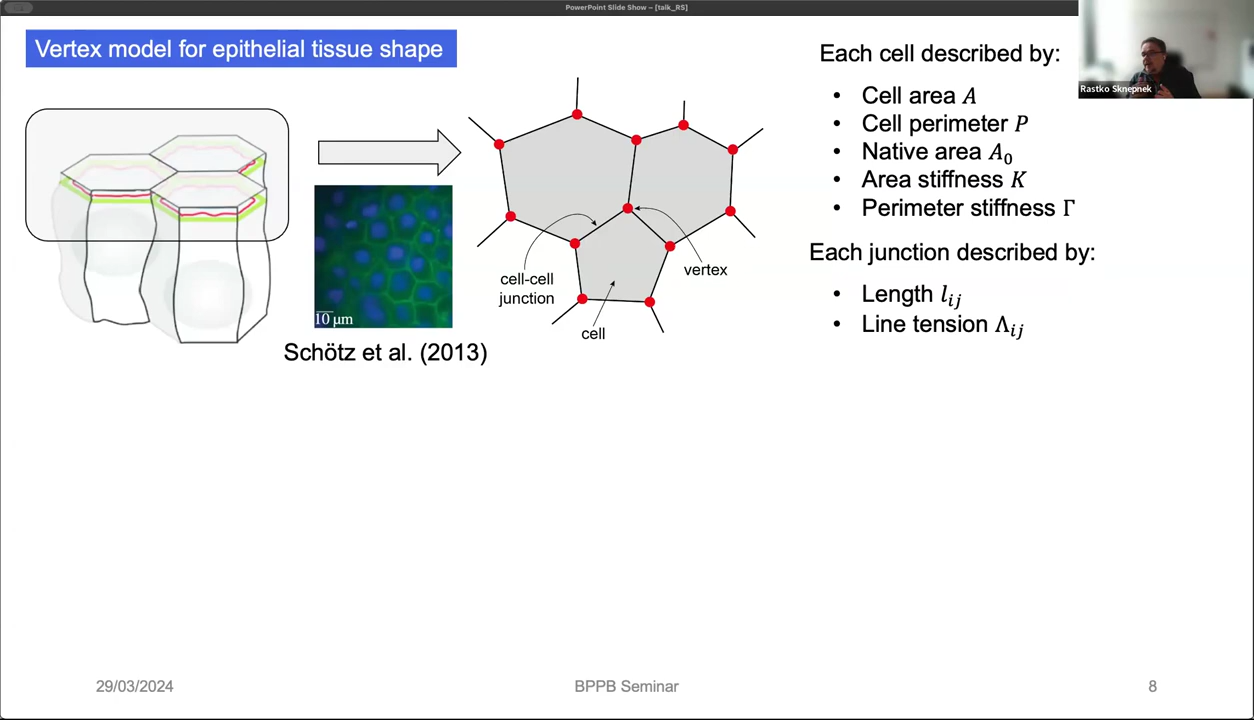 PowerPoint Slide Show – [talk_RS]
Vertex model for epithelial tissue shape
Each cell described by:
• Cell area A
• Cell perimeter P
• Native area A₀
• Area stiffness K
• Perimeter stiffness Γ
Each junction described by:
• Length lᵢⱼ
• Line tension Λᵢⱼ
Rastko Sknepnek
cell-cell
junction
vertex
cell
10 μm
Schötz et al. (2013)
29/03/2024
BPPB Seminar
8